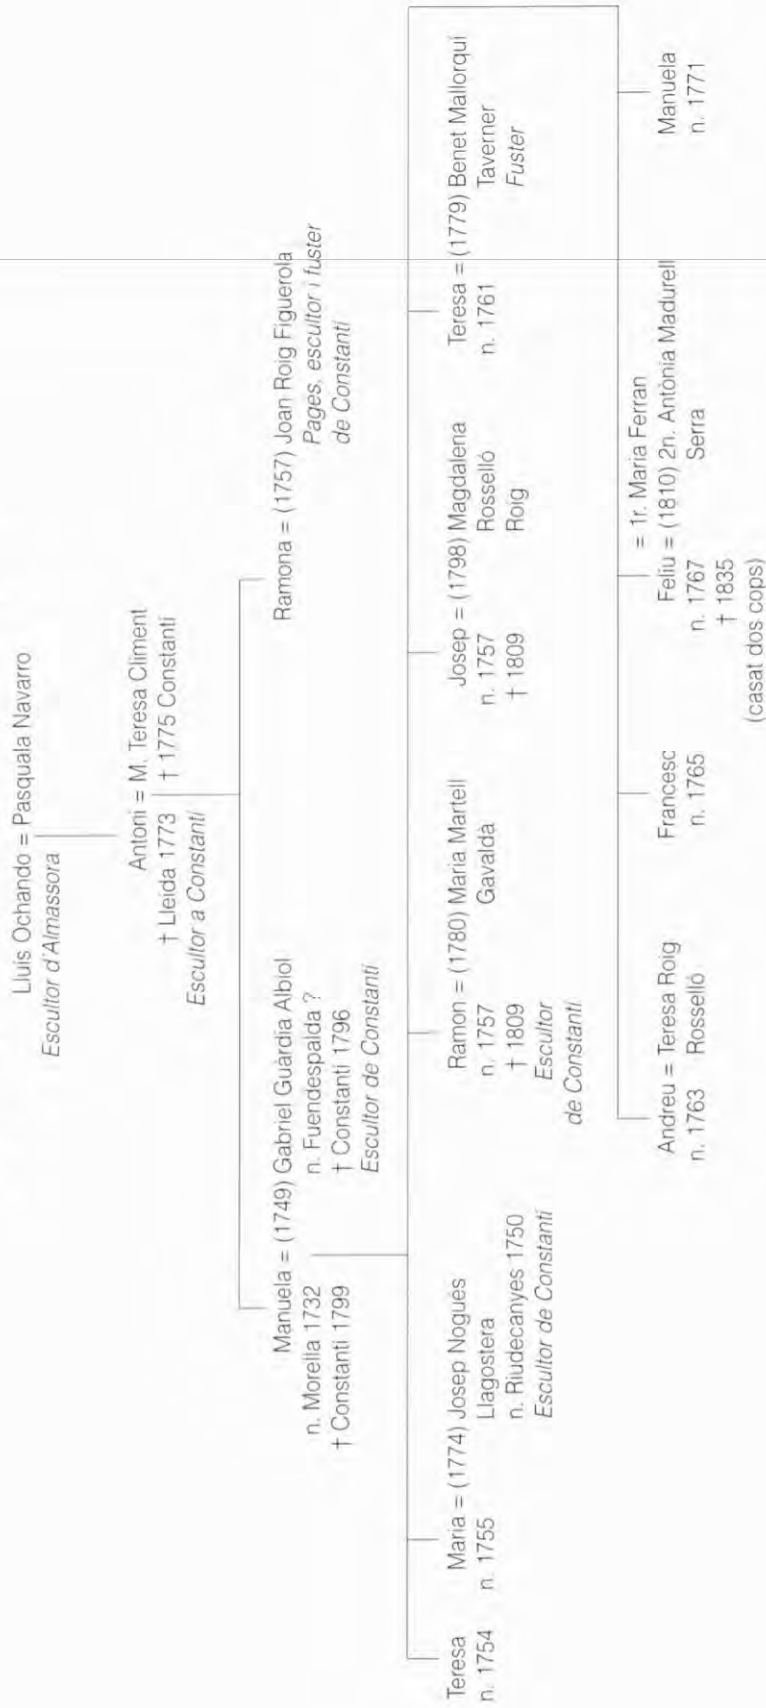 Lluís Ochando = Pasquala Navarro
Escultor d'Almassora
Antoni = M. Teresa Climent
† Lleida 1773
† 1775 Constantí
Escultor a Constantí
Manuela = (1749) Gabriel Guàrdia Albiol
n. Morella 1732
† Constantí 1799
n. Fuendespalda ?
† Constantí 1796
Escultor de Constantí
Ramona = (1757) Joan Roig Figuerola
Pages, escultor i fuster
de Constantí
Teresa
n. 1754
Maria = (1774) Josep Noguès
n. 1755
Llagostera
n. Riudecanyes 1750
Escultor de Constantí
Ramon = (1780) Maria Martell
n. 1757
Gavaldà
† 1809
Escultor
de Constantí
Josep = (1798) Magdalena
n. 1757
Rosselló
† 1809
Roig
Teresa = (1779) Benet Mallorquí
n. 1761
Taverner
Fuster
Andreu = Teresa Roig
n. 1763
Rosselló
Francesc
n. 1765
= 1r. Maria Ferran
Feliu = (1810) 2n. Antònia Madurell
n. 1767
Serra
† 1835
(casat dos cops)
Manuela
n. 1771